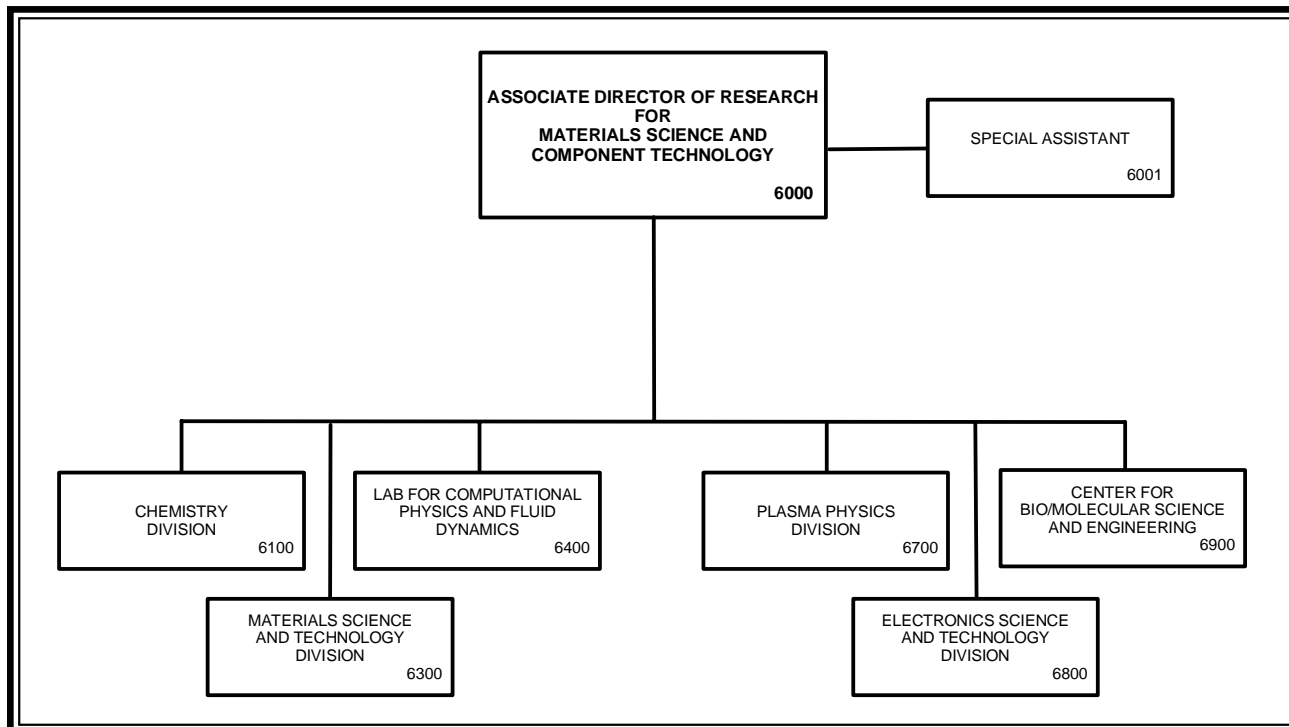 ASSOCIATE DIRECTOR OF RESEARCH
FOR
MATERIALS SCIENCE AND
COMPONENT TECHNOLOGY
6000
SPECIAL ASSISTANT
6001
CHEMISTRY
DIVISION
6100
LAB FOR COMPUTATIONAL
PHYSICS AND FLUID
DYNAMICS
6400
PLASMA PHYSICS
DIVISION
6700
CENTER FOR
BIO/MOLECULAR SCIENCE
AND ENGINEERING
6900
MATERIALS SCIENCE
AND TECHNOLOGY
DIVISION
6300
ELECTRONICS SCIENCE
AND TECHNOLOGY
DIVISION
6800